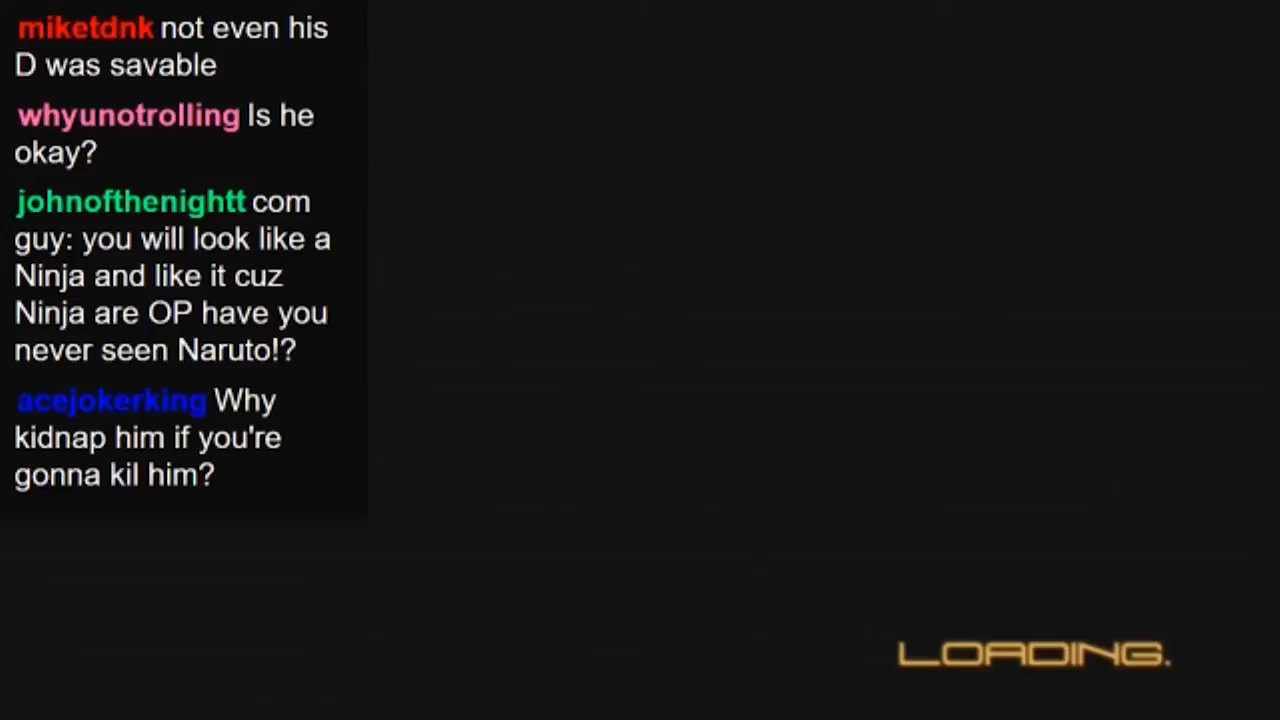 miketdnk not even his
D was savable
whyunotrolling Is he
okay?
johnofthenightt com
guy: you will look like a
Ninja and like it cuz
Ninja are OP have you
never seen Naruto!?
acejokerking Why
kidnap him if you're
gonna kil him?
LOADING.